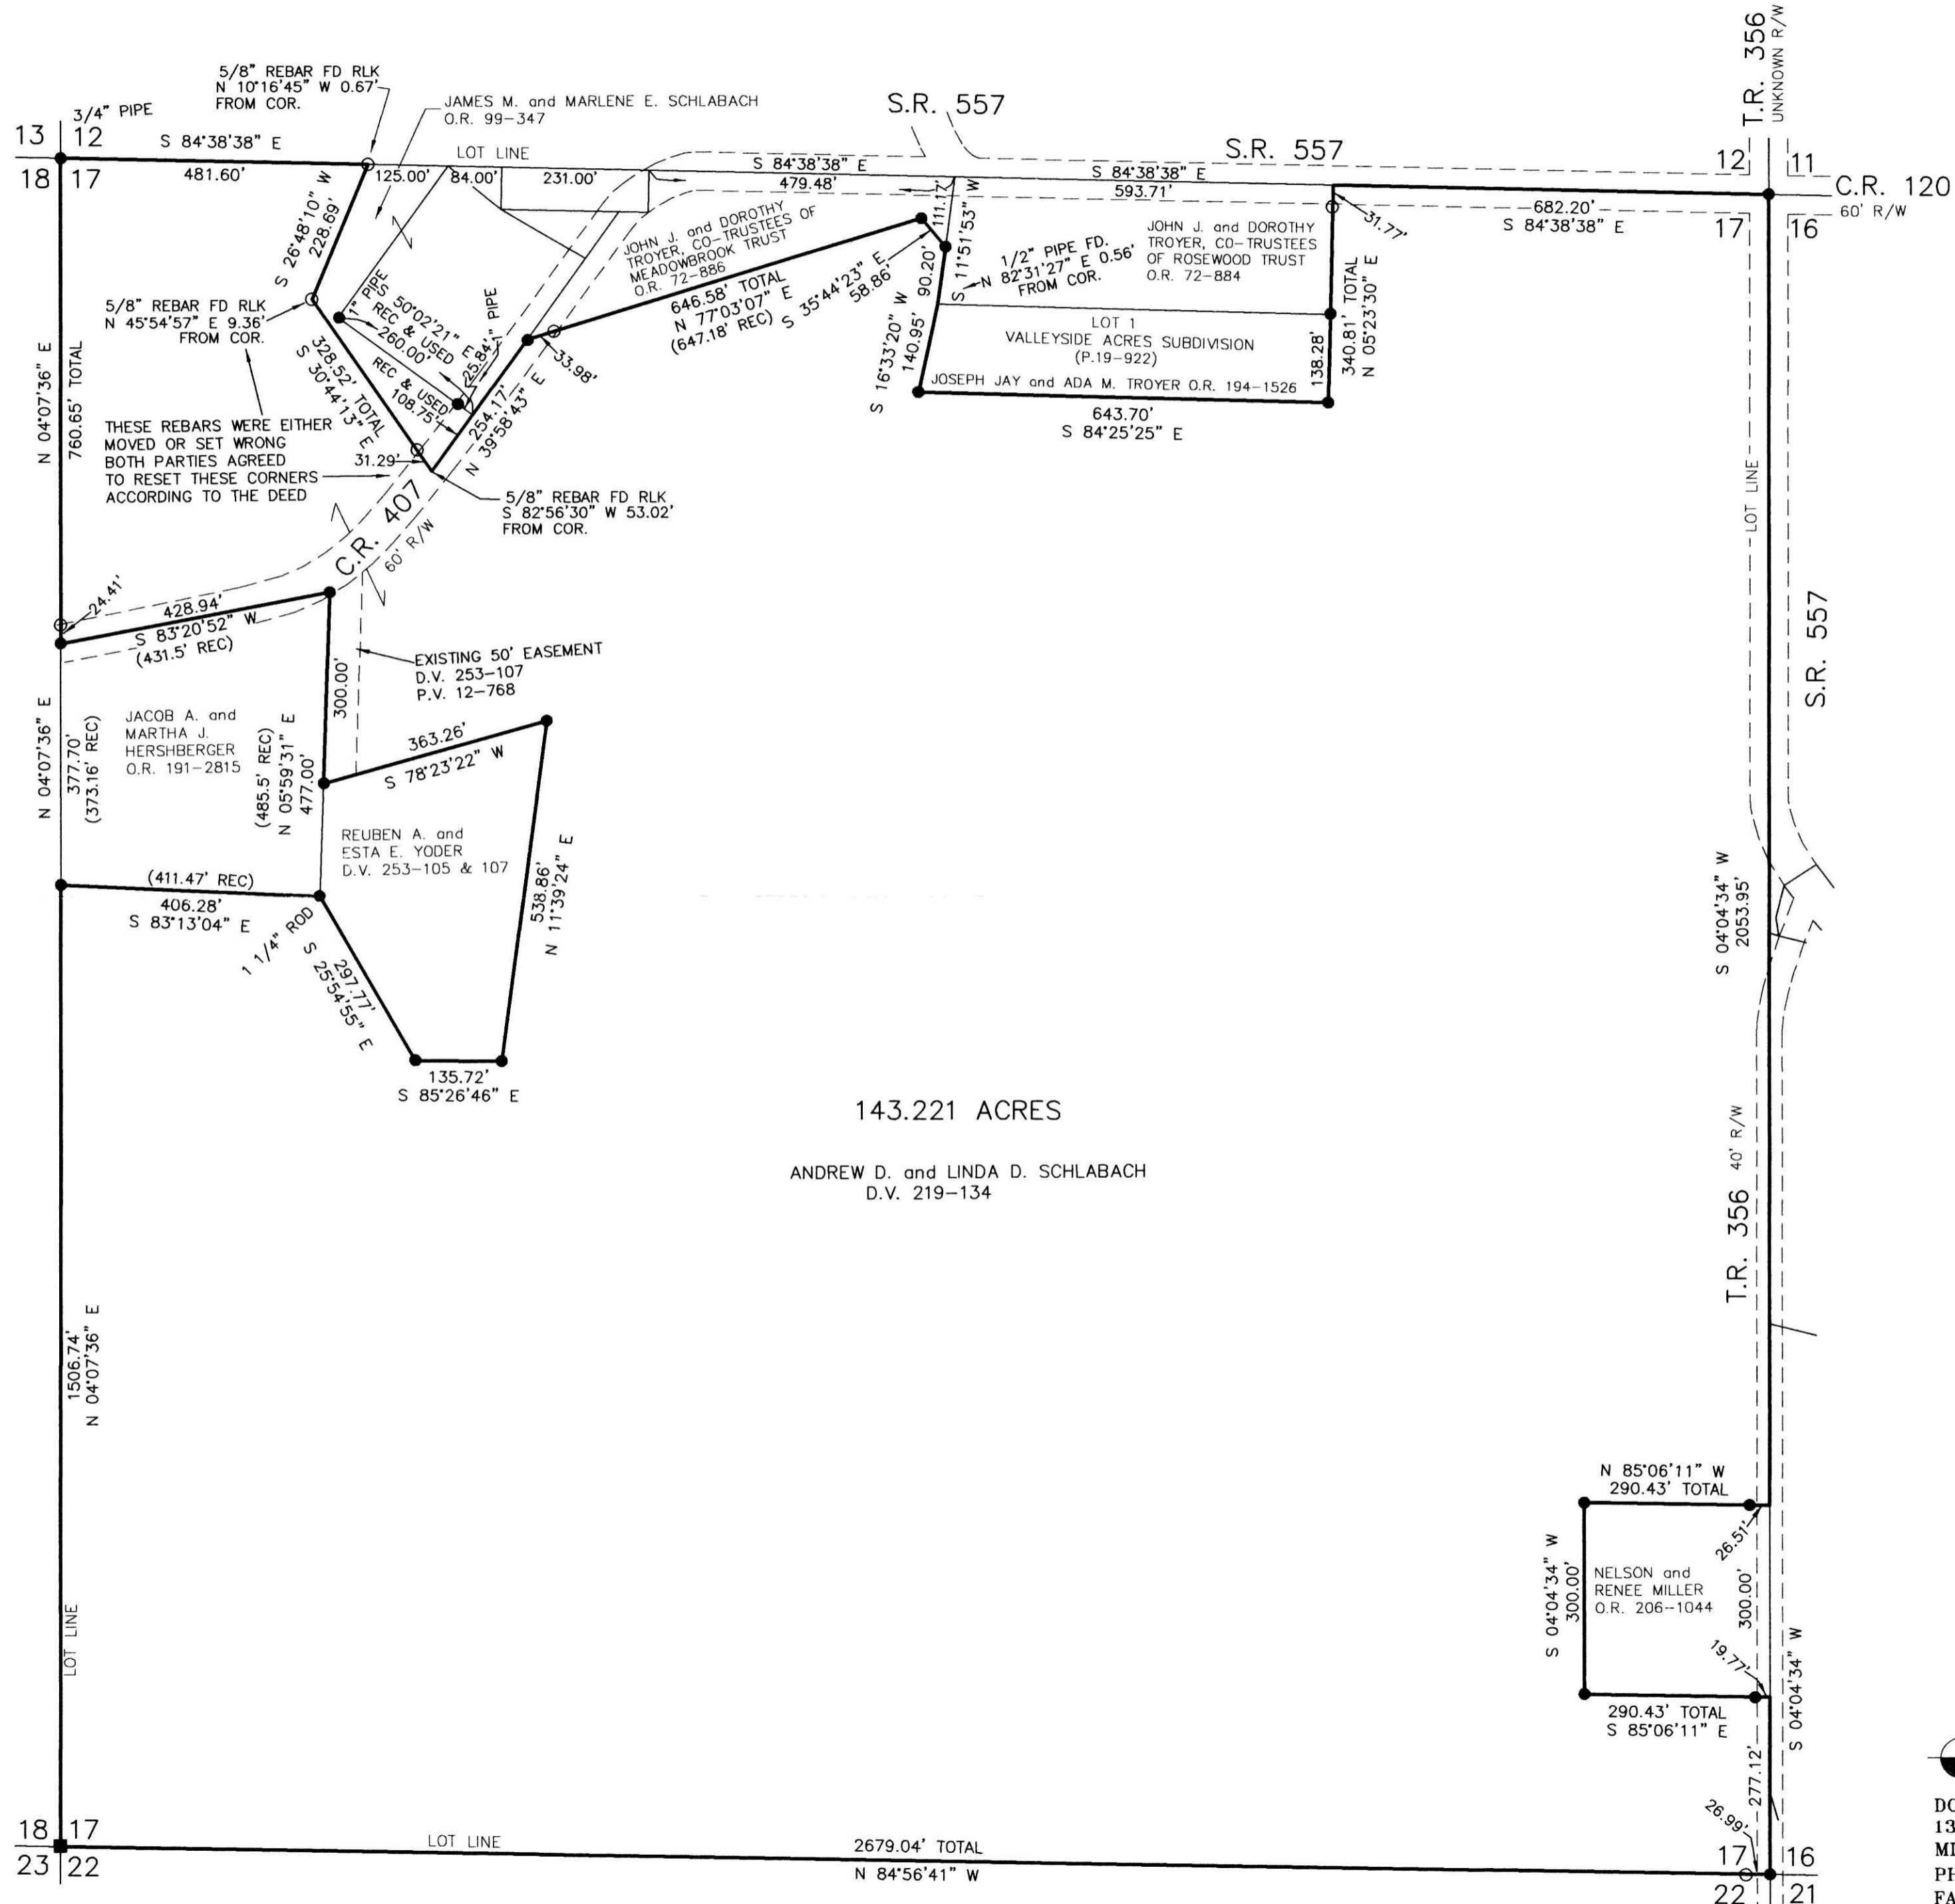 T.R. 356
UNKNOWN R/W
5/8" REBAR FD RLK
N 10°16'45" W 0.67'
FROM COR.
3/4" PIPE
JAMES M. and MARLENE E. SCHLABACH
O.R. 99-347
S.R. 557
13
12
18
17
S 84°38'38" E
481.60'
LOT LINE
125.00'
84.00'
231.00'
S 84°38'38" E
479.48'
S.R. 557
S 84°38'38" E
593.71'
12
11
17
16
C.R. 120
60' R/W
682.20'
S 84°38'38" E
31.77'
S 26°48'10" W
228.69'
JOHN J. and DOROTHY
TROYER, CO-TRUSTEES OF
MEADOWBROOK TRUST
O.R. 72-886
111.17'
S 11°51'53" W
90.20'
1/2" PIPE FD.
N 82°31'27" E 0.56'
FROM COR.
JOHN J. and DOROTHY
TROYER, CO-TRUSTEES
OF ROSEWOOD TRUST
O.R. 72-884
340.81' TOTAL
N 05°23'30" E
5/8" REBAR FD RLK
N 45°54'57" E 9.36'
FROM COR.
1" PIPE
S 50°02'21" E
REC & USED
260.00'
REC & USED
108.75'
25.84'
1" PIPE
646.58' TOTAL
N 77°03'07" E
(647.18' REC)
S 35°44'23" E
58.86'
33.98'
328.52' TOTAL
S 30°44'13" E
254.17'
N 39°58'43" E
31.29'
S 16°33'20" W
140.95'
LOT 1
VALLEYSIDE ACRES SUBDIVISION
(P.19-922)
JOSEPH JAY and ADA M. TROYER O.R. 194-1526
138.28'
643.70'
S 84°25'25" E
N 04°07'36" E
760.65' TOTAL
THESE REBARS WERE EITHER
MOVED OR SET WRONG
BOTH PARTIES AGREED
TO RESET THESE CORNERS
ACCORDING TO THE DEED
5/8" REBAR FD RLK
S 82°56'30" W 53.02'
FROM COR.
C.R. 407
60' R/W
LOT LINE
S.R. 557
24.41'
428.94'
S 83°20'52" W
(431.5' REC)
EXISTING 50' EASEMENT
D.V. 253-107
P.V. 12-768
300.00'
N 04°07'36" E
377.70'
(373.16' REC)
JACOB A. and
MARTHA J.
HERSHBERGER
O.R. 191-2815
(485.5' REC)
N 05°59'31" E
477.00'
363.26'
S 78°23'22" W
REUBEN A. and
ESTA E. YODER
D.V. 253-105 & 107
538.86'
N 11°39'24" E
(411.47' REC)
406.28'
S 83°13'04" E
1 1/4" ROD
297.77'
S 25°54'55" E
135.72'
S 85°26'46" E
S 04°04'34" W
2053.95'
143.221 ACRES
ANDREW D. and LINDA D. SCHLABACH
D.V. 219-134
T.R. 356
40' R/W
1506.74'
N 04°07'36" E
N 85°06'11" W
290.43' TOTAL
26.51'
S 04°04'34" W
300.00'
NELSON and
RENEE MILLER
O.R. 206-1044
300.00'
19.77'
290.43' TOTAL
S 85°06'11" E
S 04°04'34" W
277.12'
26.99'
LOT LINE
18
17
23
22
LOT LINE
2679.04' TOTAL
N 84°56'41" W
17
16
22
21
DO
13
MI
PH
FA